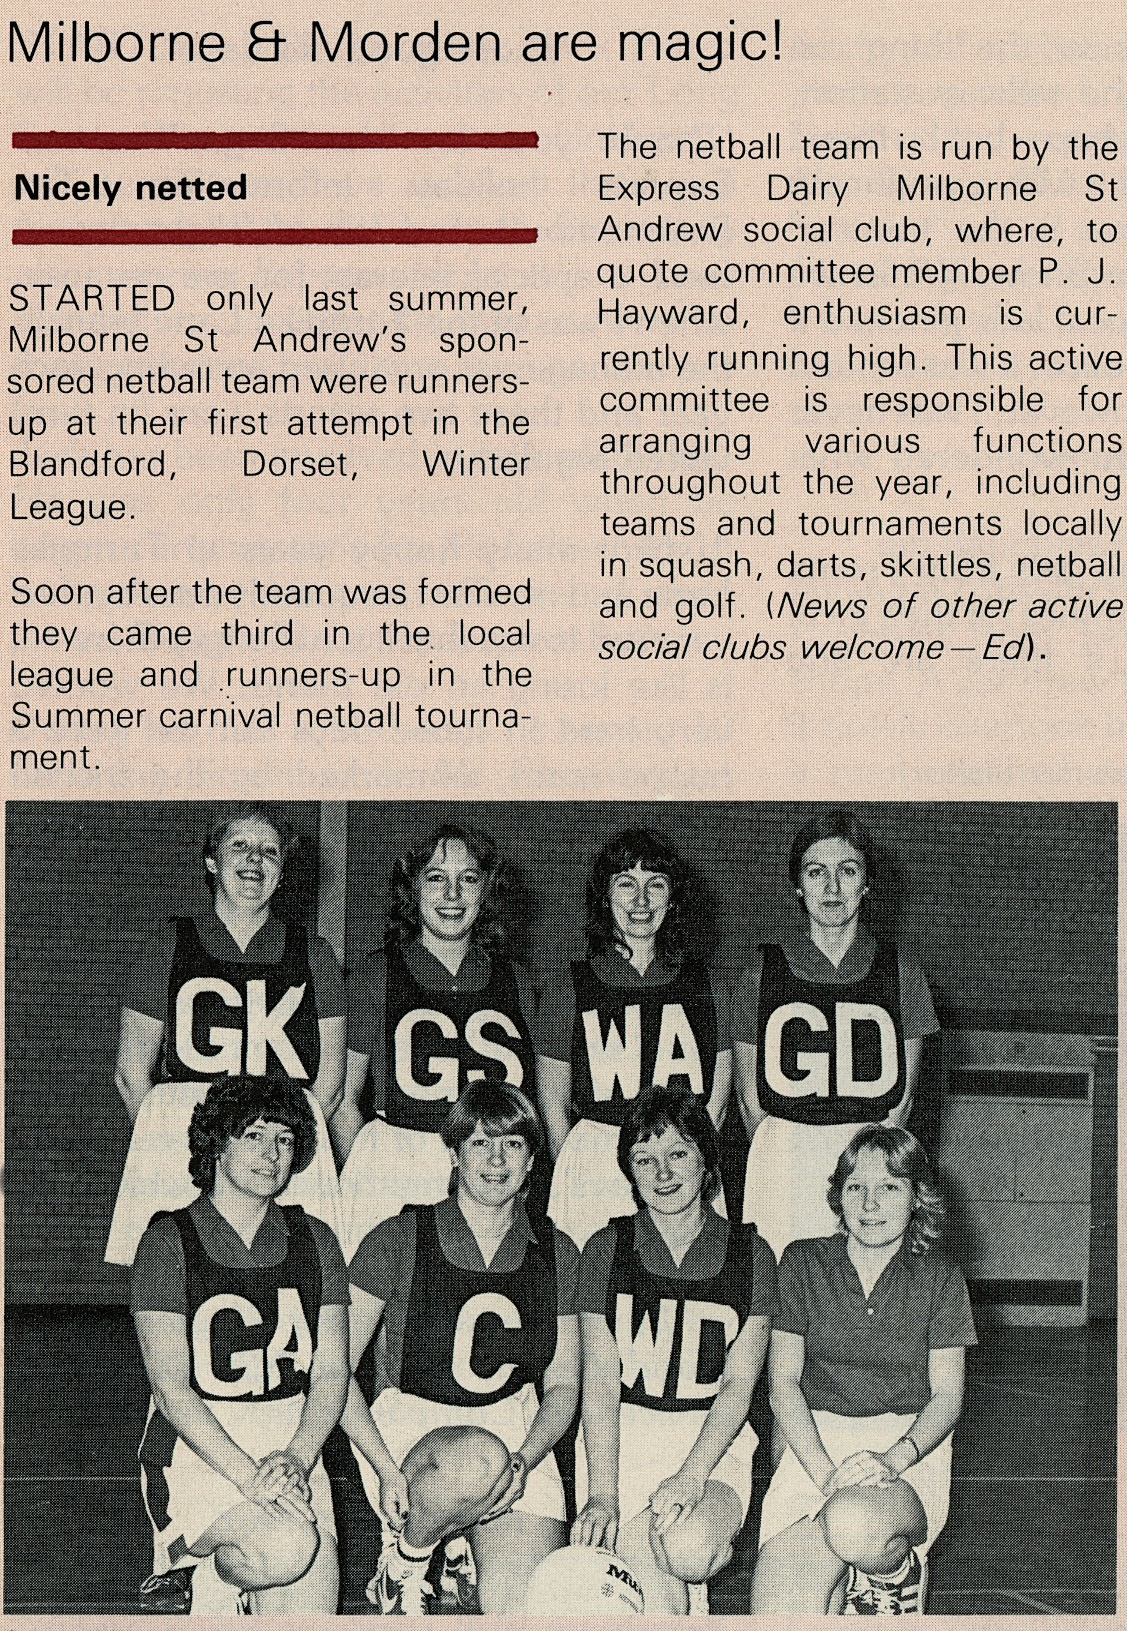 Milborne & Morden are magic!
Nicely netted
STARTED only last summer,
Milborne St Andrew's spon-
sored netball team were runners-
up at their first attempt in the
Blandford, Dorset, Winter
League.
Soon after the team was formed
they came third in the local
league and runners-up in the
Summer carnival netball tourna-
ment.
The netball team is run by the
Express Dairy Milborne St
Andrew social club, where, to
quote committee member P. J.
Hayward, enthusiasm is cur-
rently running high. This active
committee is responsible for
arranging various functions
throughout the year, including
teams and tournaments locally
in squash, darts, skittles, netball
and golf. (News of other active
social clubs welcome—Ed).
GK GS WA GD
GA C WD